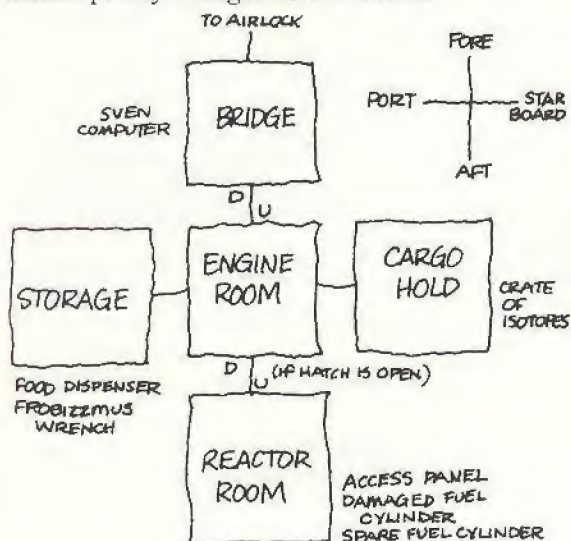 TO AIRLOCK
FORE
PORT
STAR
BOARD
AFT
SVEN
COMPUTER
BRIDGE
D
U
STORAGE
ENGINE
ROOM
CARGO
HOLD
CRATE
OF
ISOTOPES
FOOD DISPENSER
FROBIZZMUS
WRENCH
D
U
(IF HATCH IS OPEN)
REACTOR
ROOM
ACCESS PANEL
DAMAGED FUEL
CYLINDER
SPARE FUEL CYLINDER